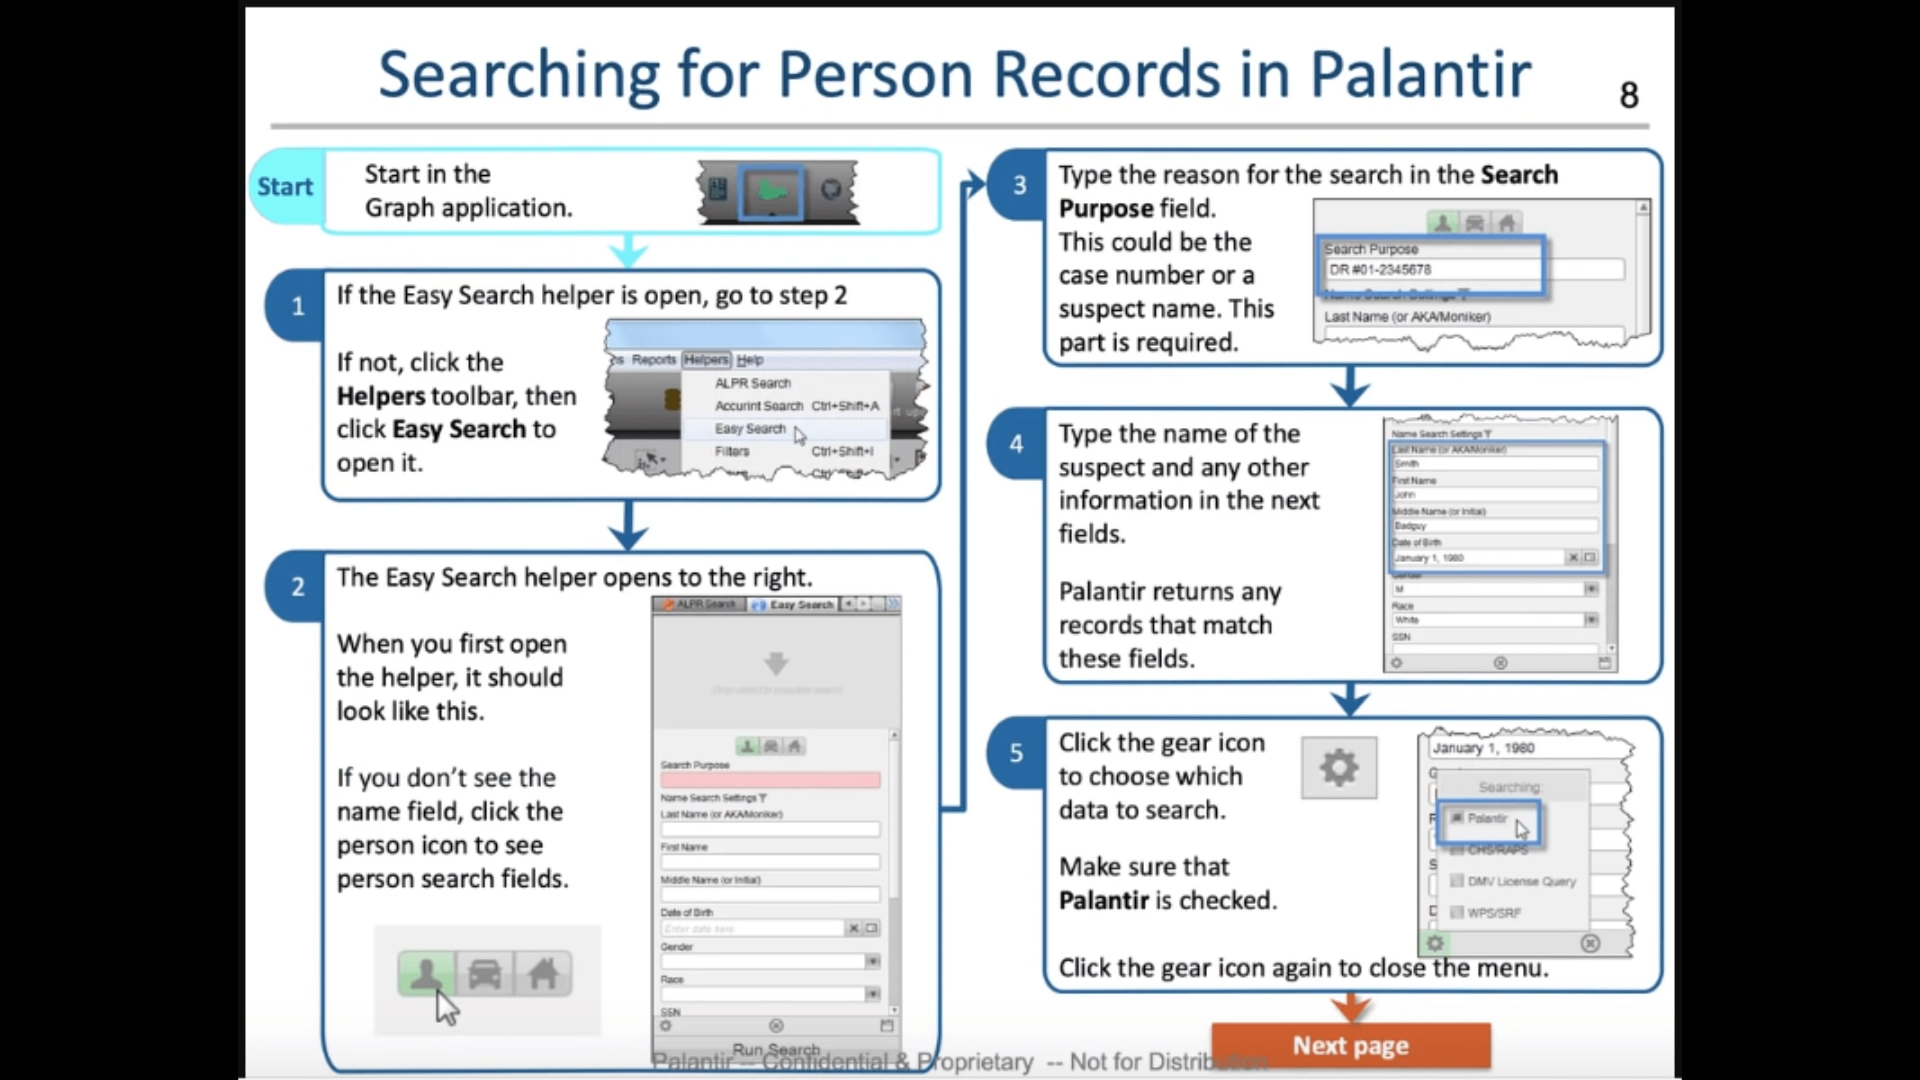 Searching for Person Records in Palantir
8
Start
Start in the
Graph application.
1
If the Easy Search helper is open, go to step 2
If not, click the
Helpers toolbar, then
click Easy Search to
open it.
Reports Helpers Help
ALPR Search
Accurint Search Ctrl+Shift+A
Easy Search
Filters Ctrl+Shift+I
2
The Easy Search helper opens to the right.
When you first open
the helper, it should
look like this.
If you don't see the
name field, click the
person icon to see
person search fields.
ALPR Search Easy Search
Search Purpose
Name Search Settings
Last Name (or AKA/Moniker)
First Name
Middle Name (or Initial)
Date of Birth
Enter date here
Gender
Race
SSN
Run Search
3
Type the reason for the search in the Search
Purpose field.
This could be the
case number or a
suspect name. This
part is required.
Search Purpose
DR #01-2345678
Name Search Settings
Last Name (or AKA/Moniker)
4
Type the name of the
suspect and any other
information in the next
fields.
Palantir returns any
records that match
these fields.
Name Search Settings
Last Name (or AKA/Moniker)
Smith
First Name
John
Middle Name (or Initial)
Badguy
Date of Birth
January 1, 1980
Gender
M
Race
White
SSN
5
Click the gear icon
to choose which
data to search.
Make sure that
Palantir is checked.
Click the gear icon again to close the menu.
January 1, 1980
Searching:
Palantir
CHS/RAPS
DMV License Query
WPS/SRF
Next page
Palantir -- Confidential & Proprietary -- Not for Distribution